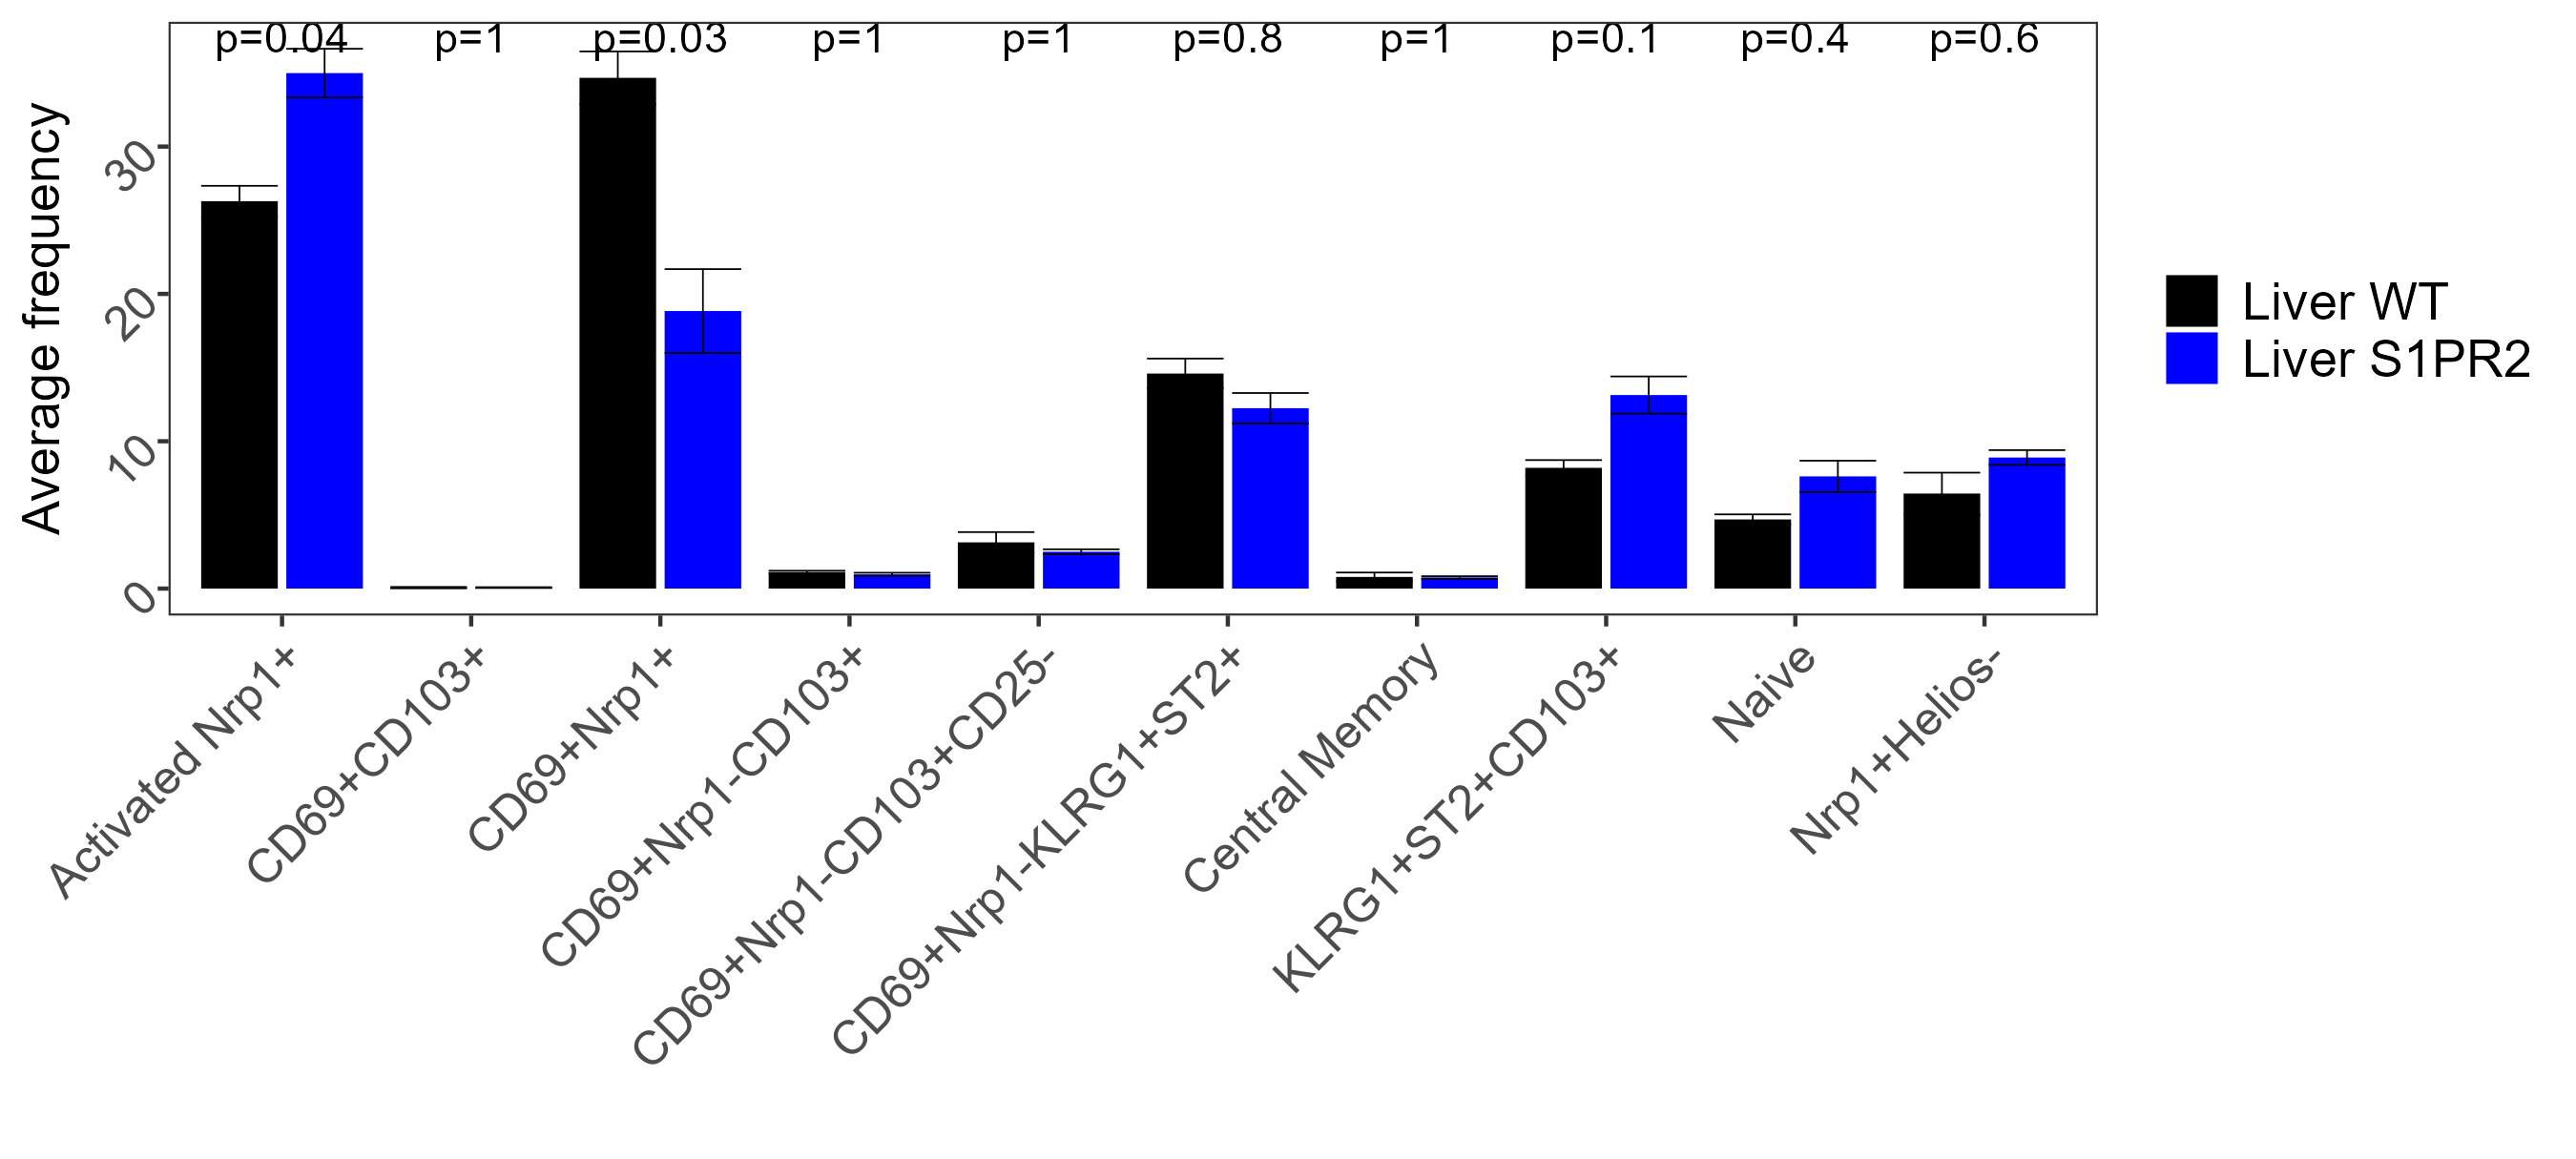 p=0.04 p=1 p=0.03 p=1 p=1 p=0.8 p=1 p=0.1 p=0.4 p=0.6
Average frequency
30
20
10
0
Liver WT
Liver S1PR2
Activated Nrp1+
CD69+CD103+
CD69+Nrp1+
CD69+Nrp1-CD103+
CD69+Nrp1-CD103+CD25-
CD69+Nrp1-KLRG1+ST2+
Central Memory
KLRG1+ST2+CD103+
Naive
Nrp1+Helios-